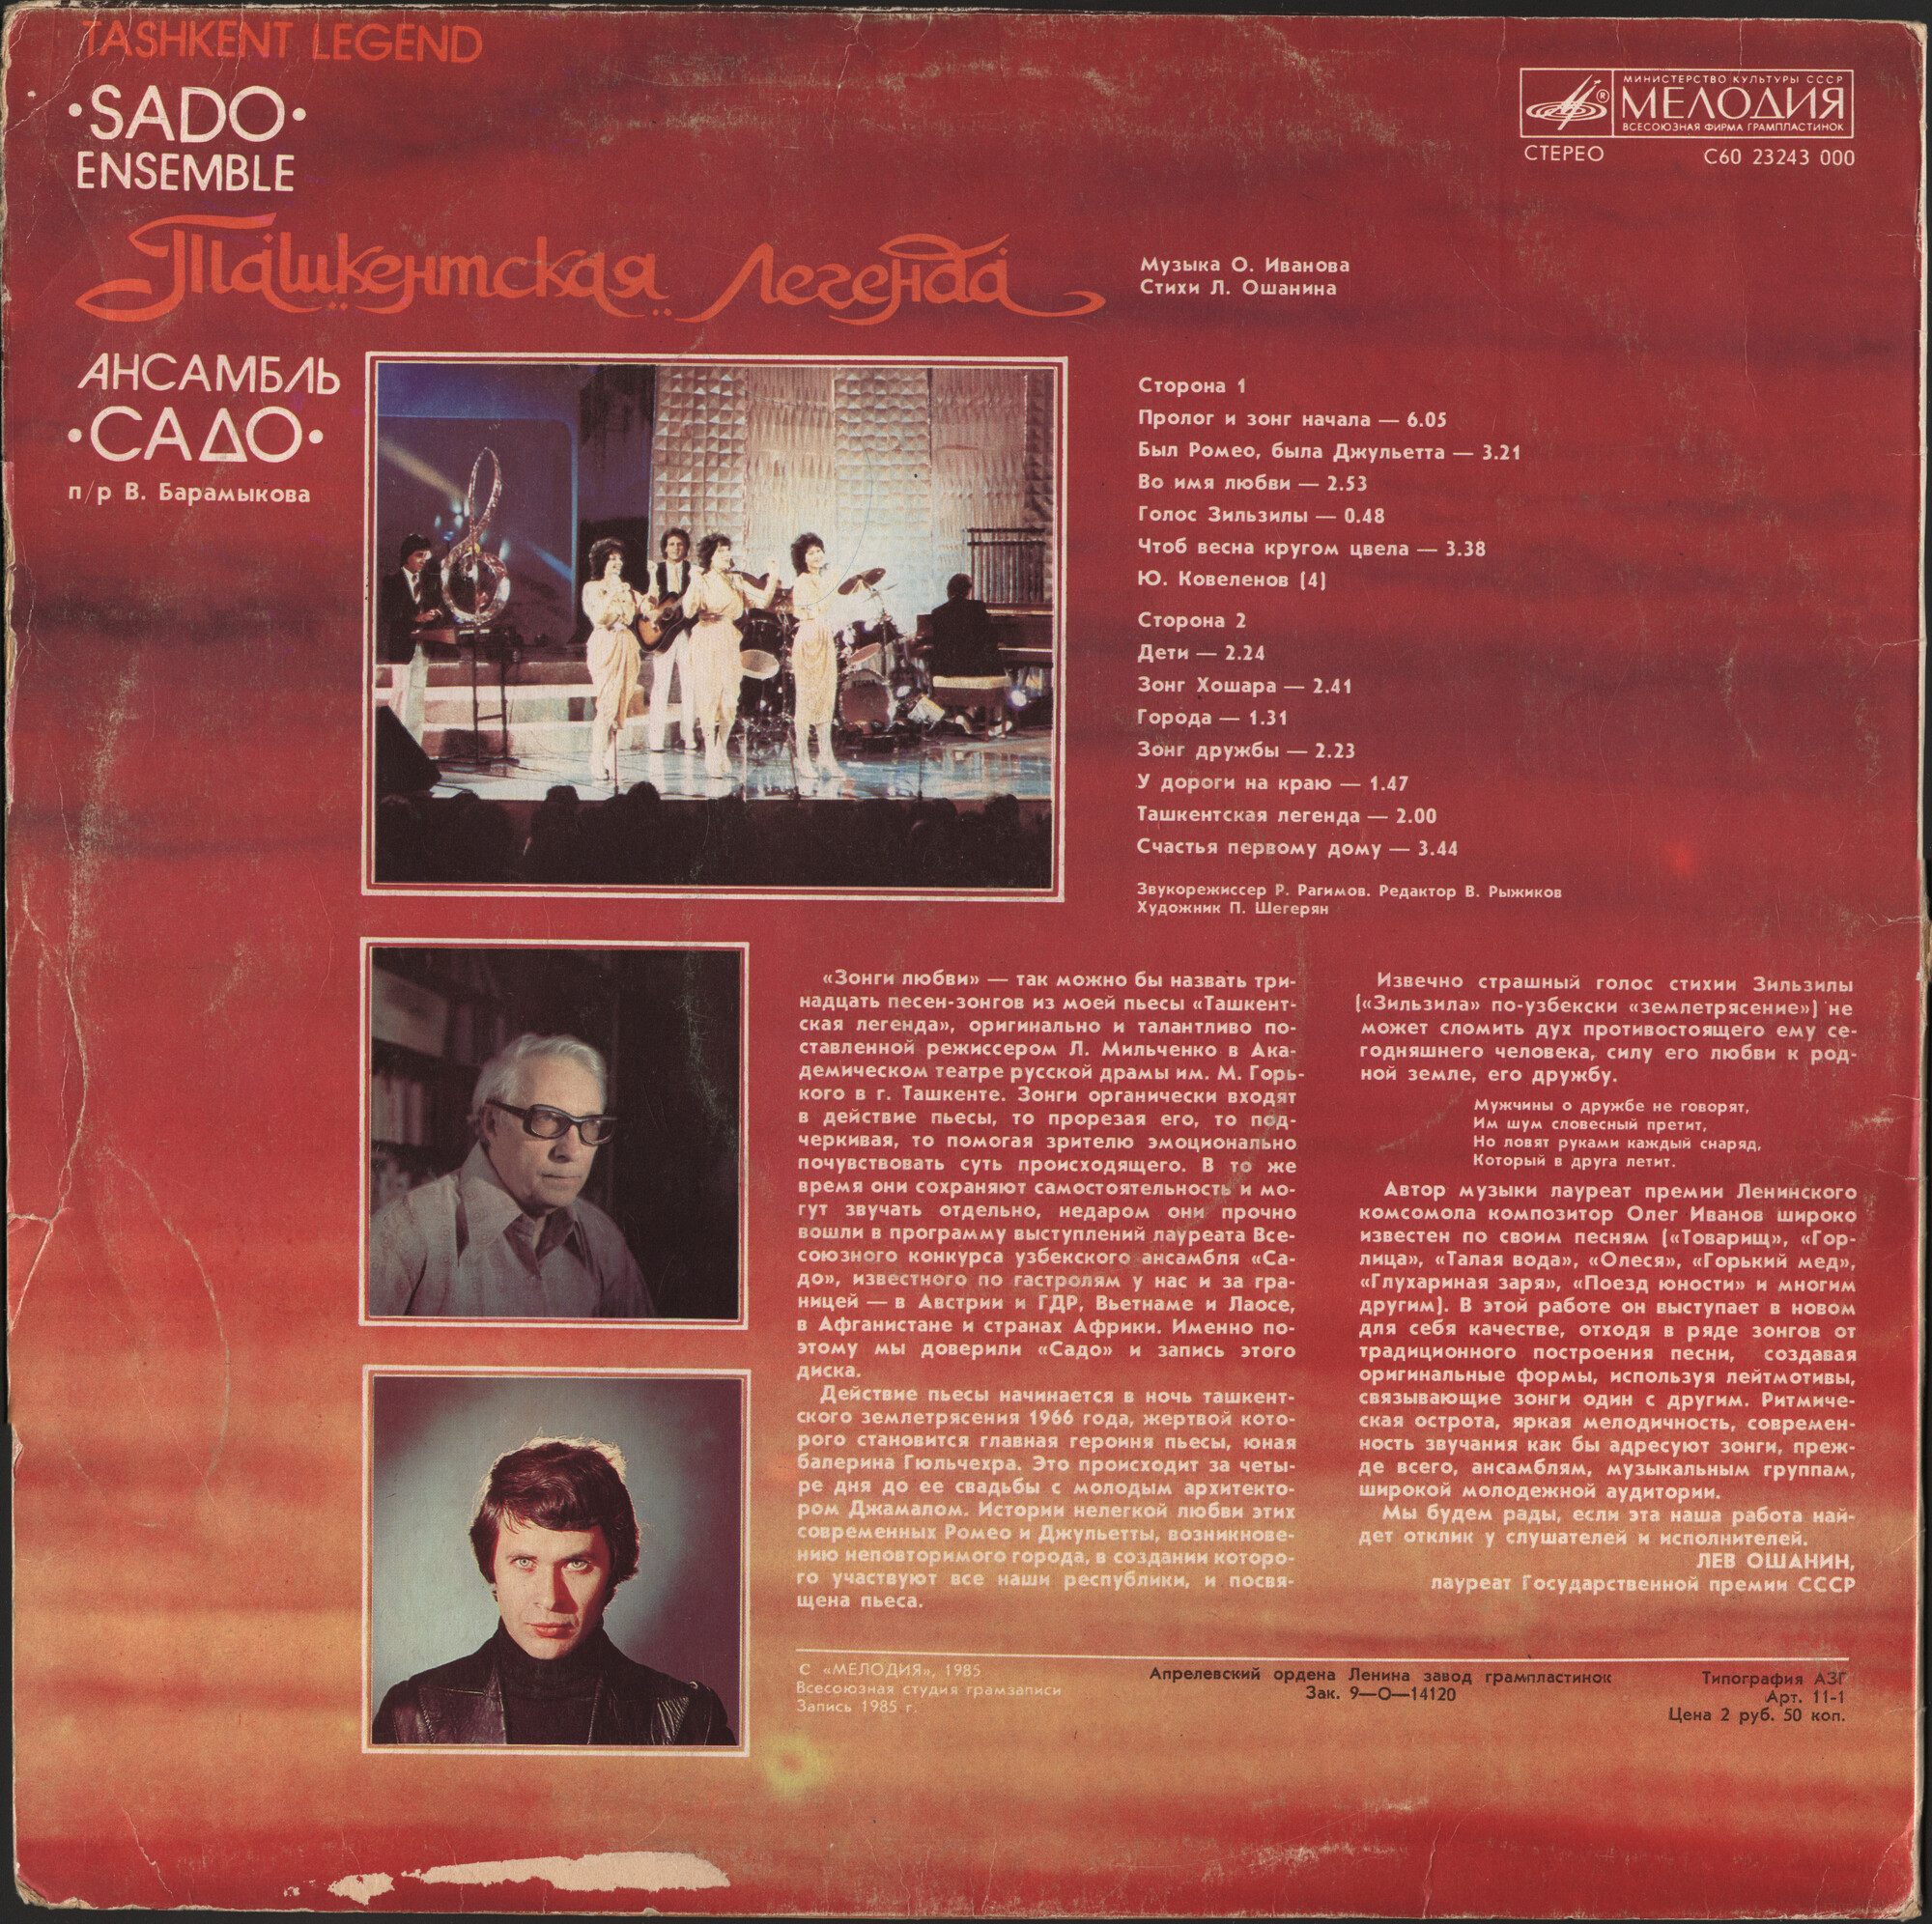 TASHKENT LEGEND
•SADO•
ENSEMBLE
МИНИСТЕРСТВО КУЛЬТУРЫ СССР
МЕЛОДИЯ
ВСЕСОЮЗНАЯ ФИРМА ГРАМПЛАСТИНОК
СТЕРЕО С60 23243 000
Ташкентская легенда
Музыка О. Иванова
Стихи Л. Ошанина
АНСАМБЛЬ
•САДО•
п/р В. Барамыкова
Сторона 1
Пролог и зонг начала — 6.05
Был Ромео, была Джульетта — 3.21
Во имя любви — 2.53
Голос Зильзилы — 0.48
Чтоб весна кругом цвела — 3.38
Ю. Ковеленов (4)
Сторона 2
Дети — 2.24
Зонг Хошара — 2.41
Города — 1.31
Зонг дружбы — 2.23
У дороги на краю — 1.47
Ташкентская легенда — 2.00
Счастья первому дому — 3.44
Звукорежиссер Р. Рагимов. Редактор В. Рыжиков
Художник П. Шегерян
«Зонги любви» — так можно бы назвать три-
надцать песен-зонгов из моей пьесы «Ташкент-
ская легенда», оригинально и талантливо по-
ставленной режиссером Л. Мильченко в Ака-
демическом театре русской драмы им. М. Горь-
кого в г. Ташкенте. Зонги органически входят
в действие пьесы, то прорезая его, то под-
черкивая, то помогая зрителю эмоционально
почувствовать суть происходящего. В то же
время они сохраняют самостоятельность и мо-
гут звучать отдельно, недаром они прочно
вошли в программу выступлений лауреата Все-
союзного конкурса узбекского ансамбля «Са-
до», известного по гастролям у нас и за гра-
ницей — в Австрии и ГДР, Вьетнаме и Лаосе,
в Афганистане и странах Африки. Именно по-
этому мы доверили «Садо» и запись этого
диска.
Действие пьесы начинается в ночь ташкент-
ского землетрясения 1966 года, жертвой кото-
рого становится главная героиня пьесы, юная
балерина Гюльчехра. Это происходит за четы-
ре дня до ее свадьбы с молодым архитекто-
ром Джамалом. Истории нелегкой любви этих
современных Ромео и Джульетты, возникнове-
нию неповторимого города, в создании которо-
го участвуют все наши республики, и посвя-
щена пьеса.
Извечно страшный голос стихии Зильзилы
(«Зильзила» по-узбекски «землетрясение») не
может сломить дух противостоящего ему се-
годняшнего человека, силу его любви к род-
ной земле, его дружбу.
Мужчины о дружбе не говорят,
Им шум словесный претит,
Но ловят руками каждый снаряд,
Который в друга летит.
Автор музыки лауреат премии Ленинского
комсомола композитор Олег Иванов широко
известен по своим песням («Товарищ», «Гор-
лица», «Талая вода», «Олеся», «Горький мед»,
«Глухариная заря», «Поезд юности» и многим
другим). В этой работе он выступает в новом
для себя качестве, отходя в ряде зонгов от
традиционного построения песни, создавая
оригинальные формы, используя лейтмотивы,
связывающие зонги один с другим. Ритмиче-
ская острота, яркая мелодичность, современ-
ность звучания как бы адресуют зонги, преж-
де всего, ансамблям, музыкальным группам,
широкой молодежной аудитории.
Мы будем рады, если эта наша работа най-
дет отклик у слушателей и исполнителей.
ЛЕВ ОШАНИН,
лауреат Государственной премии СССР
С «МЕЛОДИЯ», 1985
Всесоюзная студия грамзаписи
Запись 1985 г.
Апрелевский ордена Ленина завод грампластинок
Зак. 9—О—14120
Типография АЗГ
Арт. 11-1
Цена 2 руб. 50 коп.